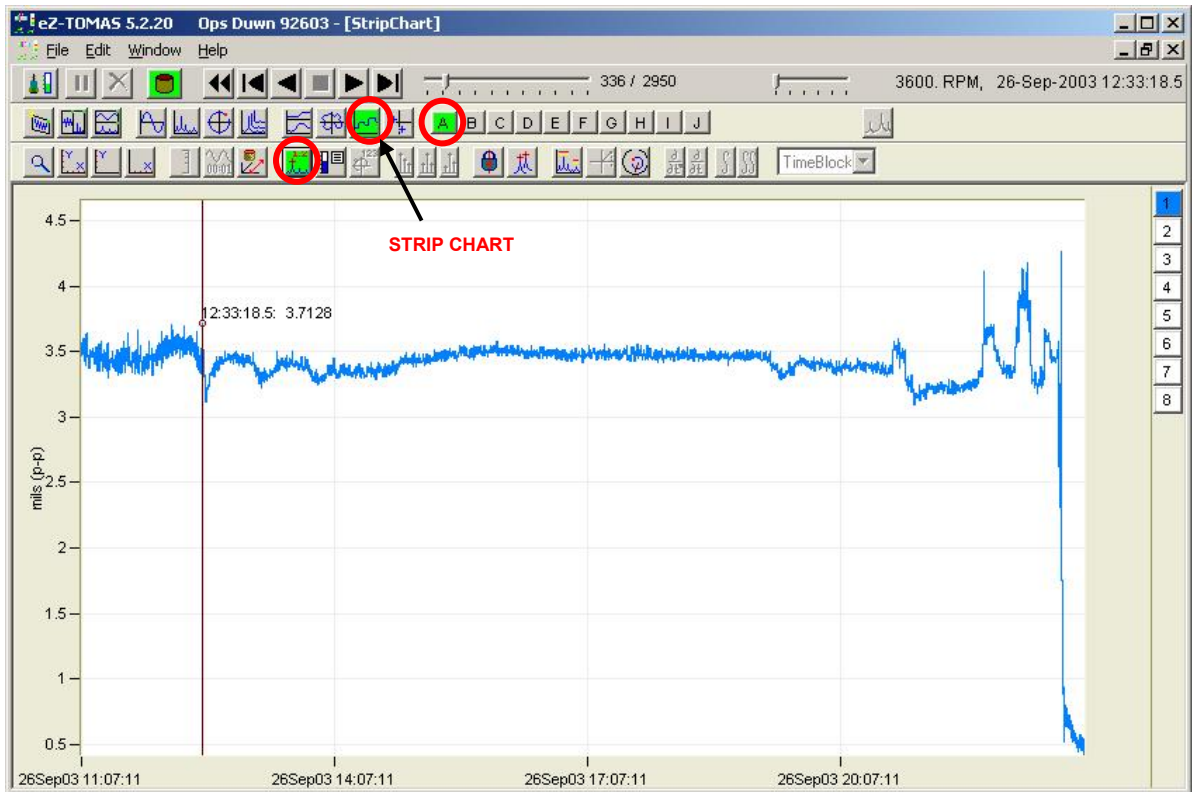 eZ-TOMAS 5.2.20 Ops Duwn 92603 - [StripChart]
File Edit Window Help
336 / 2950
3600. RPM, 26-Sep-2003 12:33:18.5
A B C D E F G H I J
TimeBlock
1
2
3
4
5
6
7
8
STRIP CHART
12:33:18.5: 3.7128
mils (p-p)
4.5
4
3.5
3
2.5
2
1.5
1
0.5
26Sep03 11:07:11
26Sep03 14:07:11
26Sep03 17:07:11
26Sep03 20:07:11